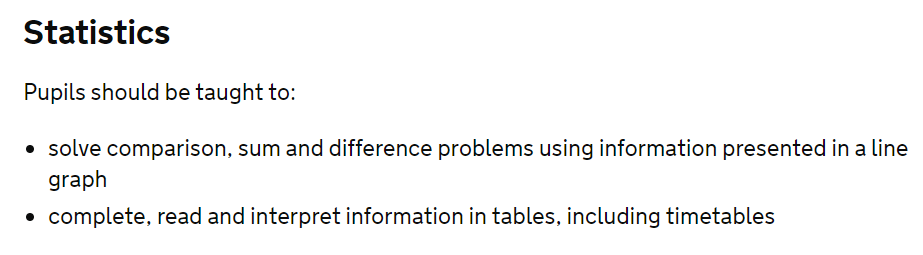 Statistics
Pupils should be taught to:
• solve comparison, sum and difference problems using information presented in a line
graph
• complete, read and interpret information in tables, including timetables